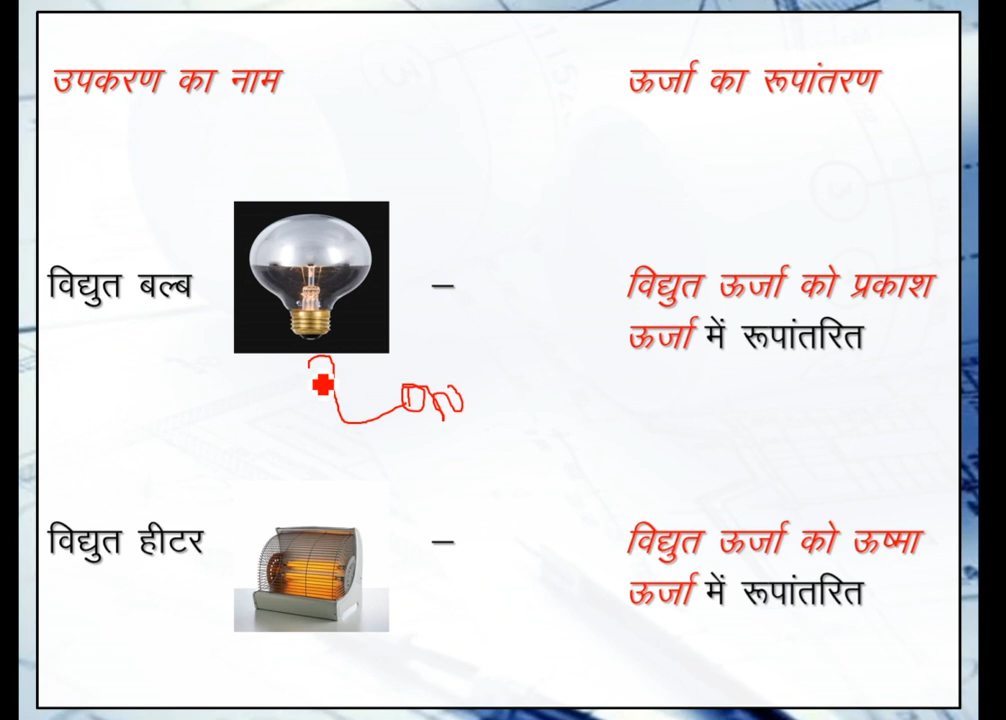 उपकरण का नाम
ऊर्जा का रूपांतरण
विद्युत बल्ब – विद्युत ऊर्जा को प्रकाश
ऊर्जा में रूपांतरित
विद्युत हीटर – विद्युत ऊर्जा को ऊष्मा
ऊर्जा में रूपांतरित